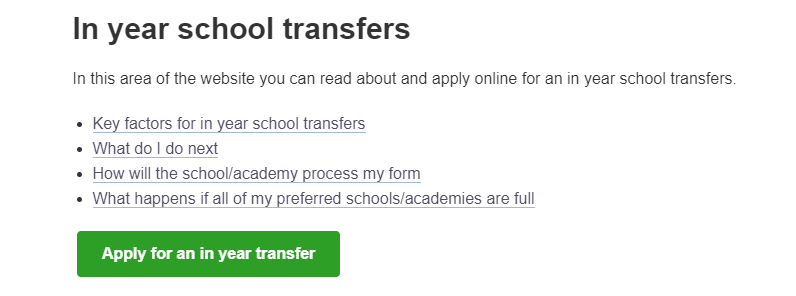 In year school transfers
In this area of the website you can read about and apply online for an in year school transfers.
Key factors for in year school transfers
What do I do next
How will the school/academy process my form
What happens if all of my preferred schools/academies are full
Apply for an in year transfer